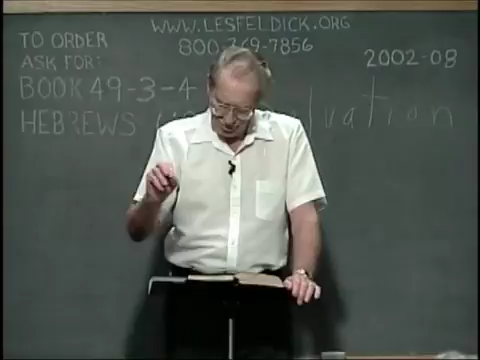 WWW.LESFELDICK.ORG
800-369-7856
2002-08
TO ORDER
ASK FOR:
BOOK 49-3-4
HEBREWS